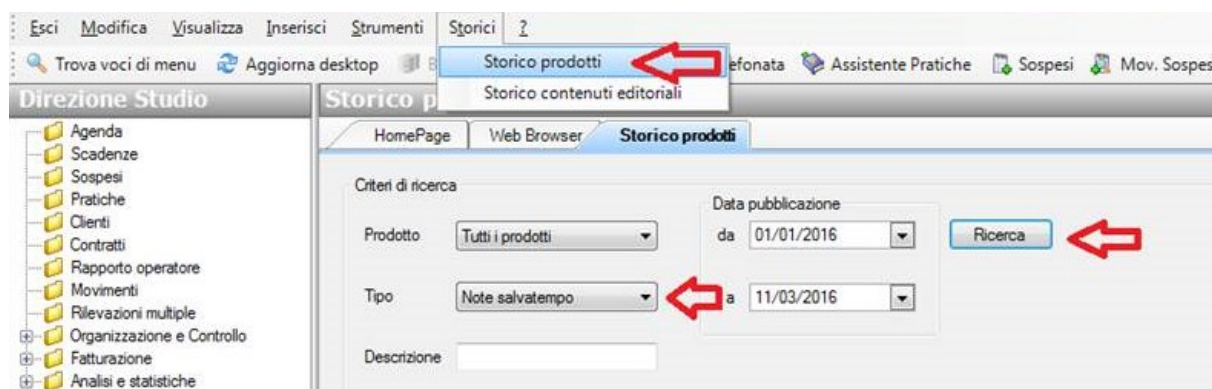 Esci Modifica Visualizza Inserisci Strumenti Storici ?
Storico prodotti
Trova voci di menu Aggiorna desktop Assistente Pratiche Sospesi Mov. Sospes
Storico contenuti editoriali
Direzione Studio
Storico
HomePage Web Browser Storico prodotti
Agenda
Scadenze
Sospesi
Pratiche
Clienti
Contratti
Rapporto operatore
Movimenti
Rilevazioni multiple
Organizzazione e Controllo
Fatturazione
Analisi e statistiche
Criteri di ricerca
Data pubblicazione
Prodotto Tutti i prodotti da 01/01/2016 Ricerca
Tipo Note salvatempo a 11/03/2016
Descrizione